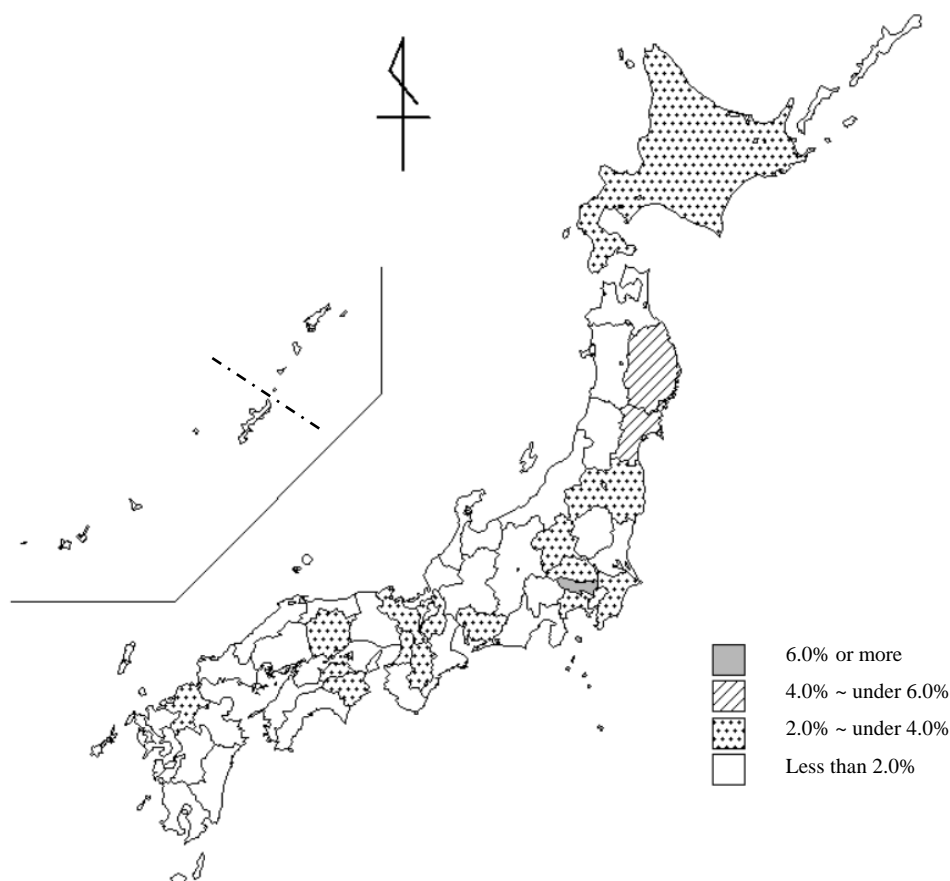 6.0% or more
4.0% ~ under 6.0%
2.0% ~ under 4.0%
Less than 2.0%